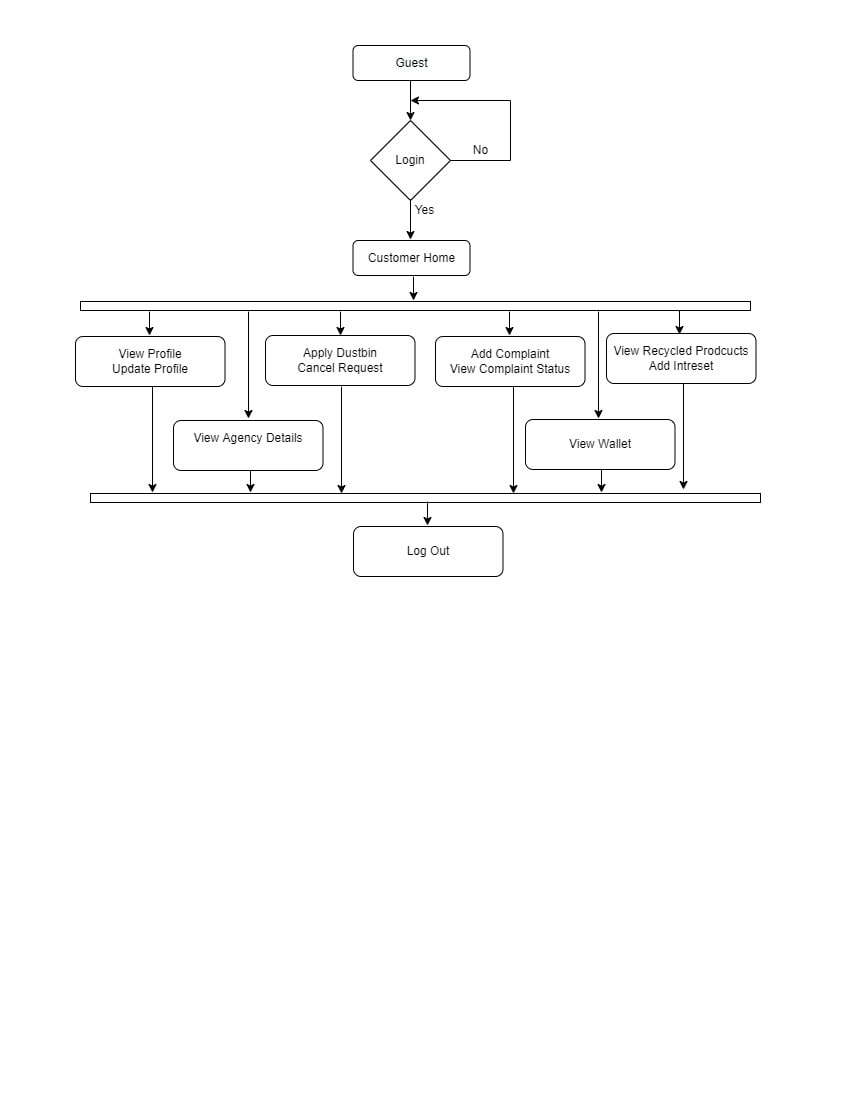 Guest
Login
No
Yes
Customer Home
View Profile
Update Profile
Apply Dustbin
Cancel Request
Add Complaint
View Complaint Status
View Recycled Prodcucts
Add Intreset
View Agency Details
View Wallet
Log Out